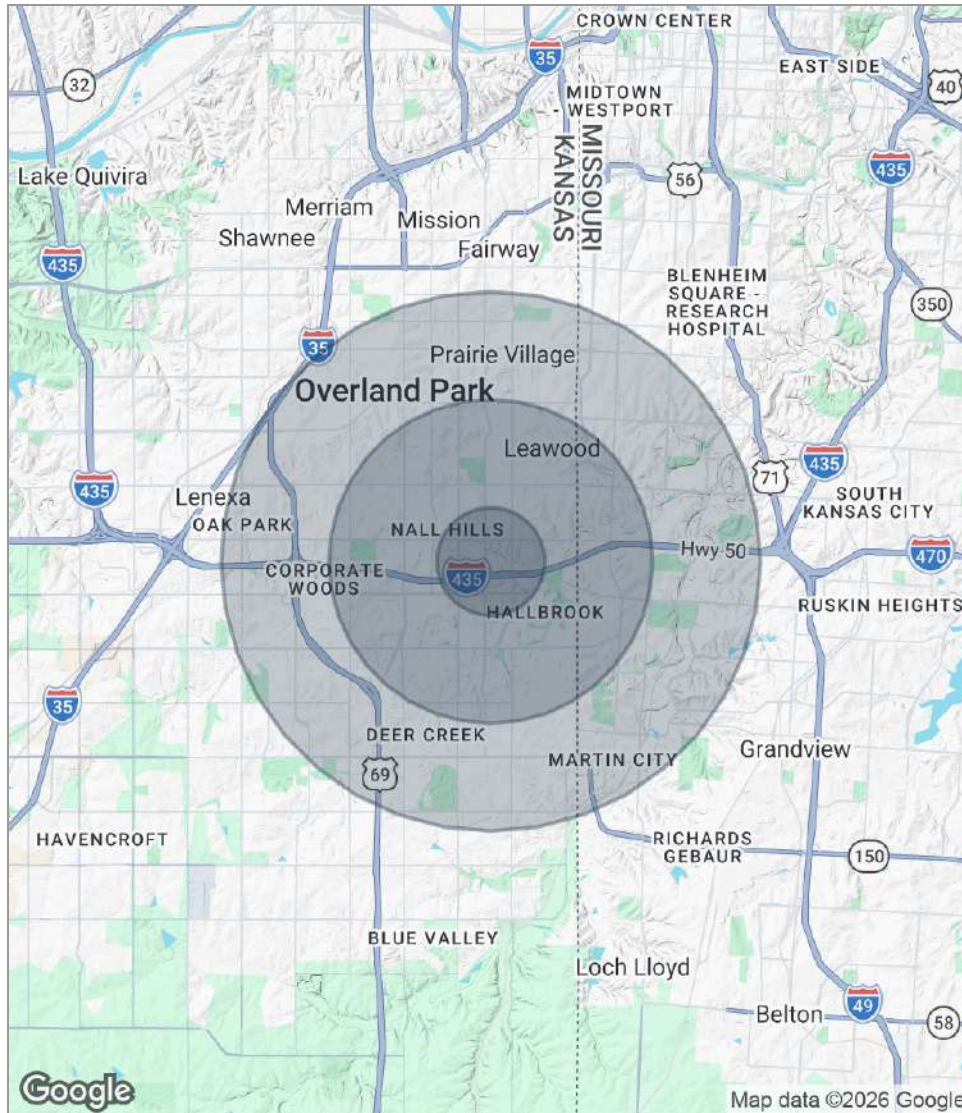 CROWN CENTER
35
32
EAST SIDE
40
MIDTOWN
- WESTPORT
MISSOURI
KANSAS
435
Lake Quivira
56
Merriam
Mission
Shawnee
Fairway
435
BLENHEIM
SQUARE -
RESEARCH
HOSPITAL
350
35
Prairie Village
Overland Park
Leawood
435
435
71
Lenexa
SOUTH
KANSAS CITY
OAK PARK
NALL HILLS
Hwy 50
470
CORPORATE
WOODS
435
HALLBROOK
RUSKIN HEIGHTS
35
DEER CREEK
MARTIN CITY
Grandview
69
HAVENCROFT
RICHARDS
GEBAUR
150
BLUE VALLEY
Loch Lloyd
49
Belton
58
Google
Map data ©2026 Google